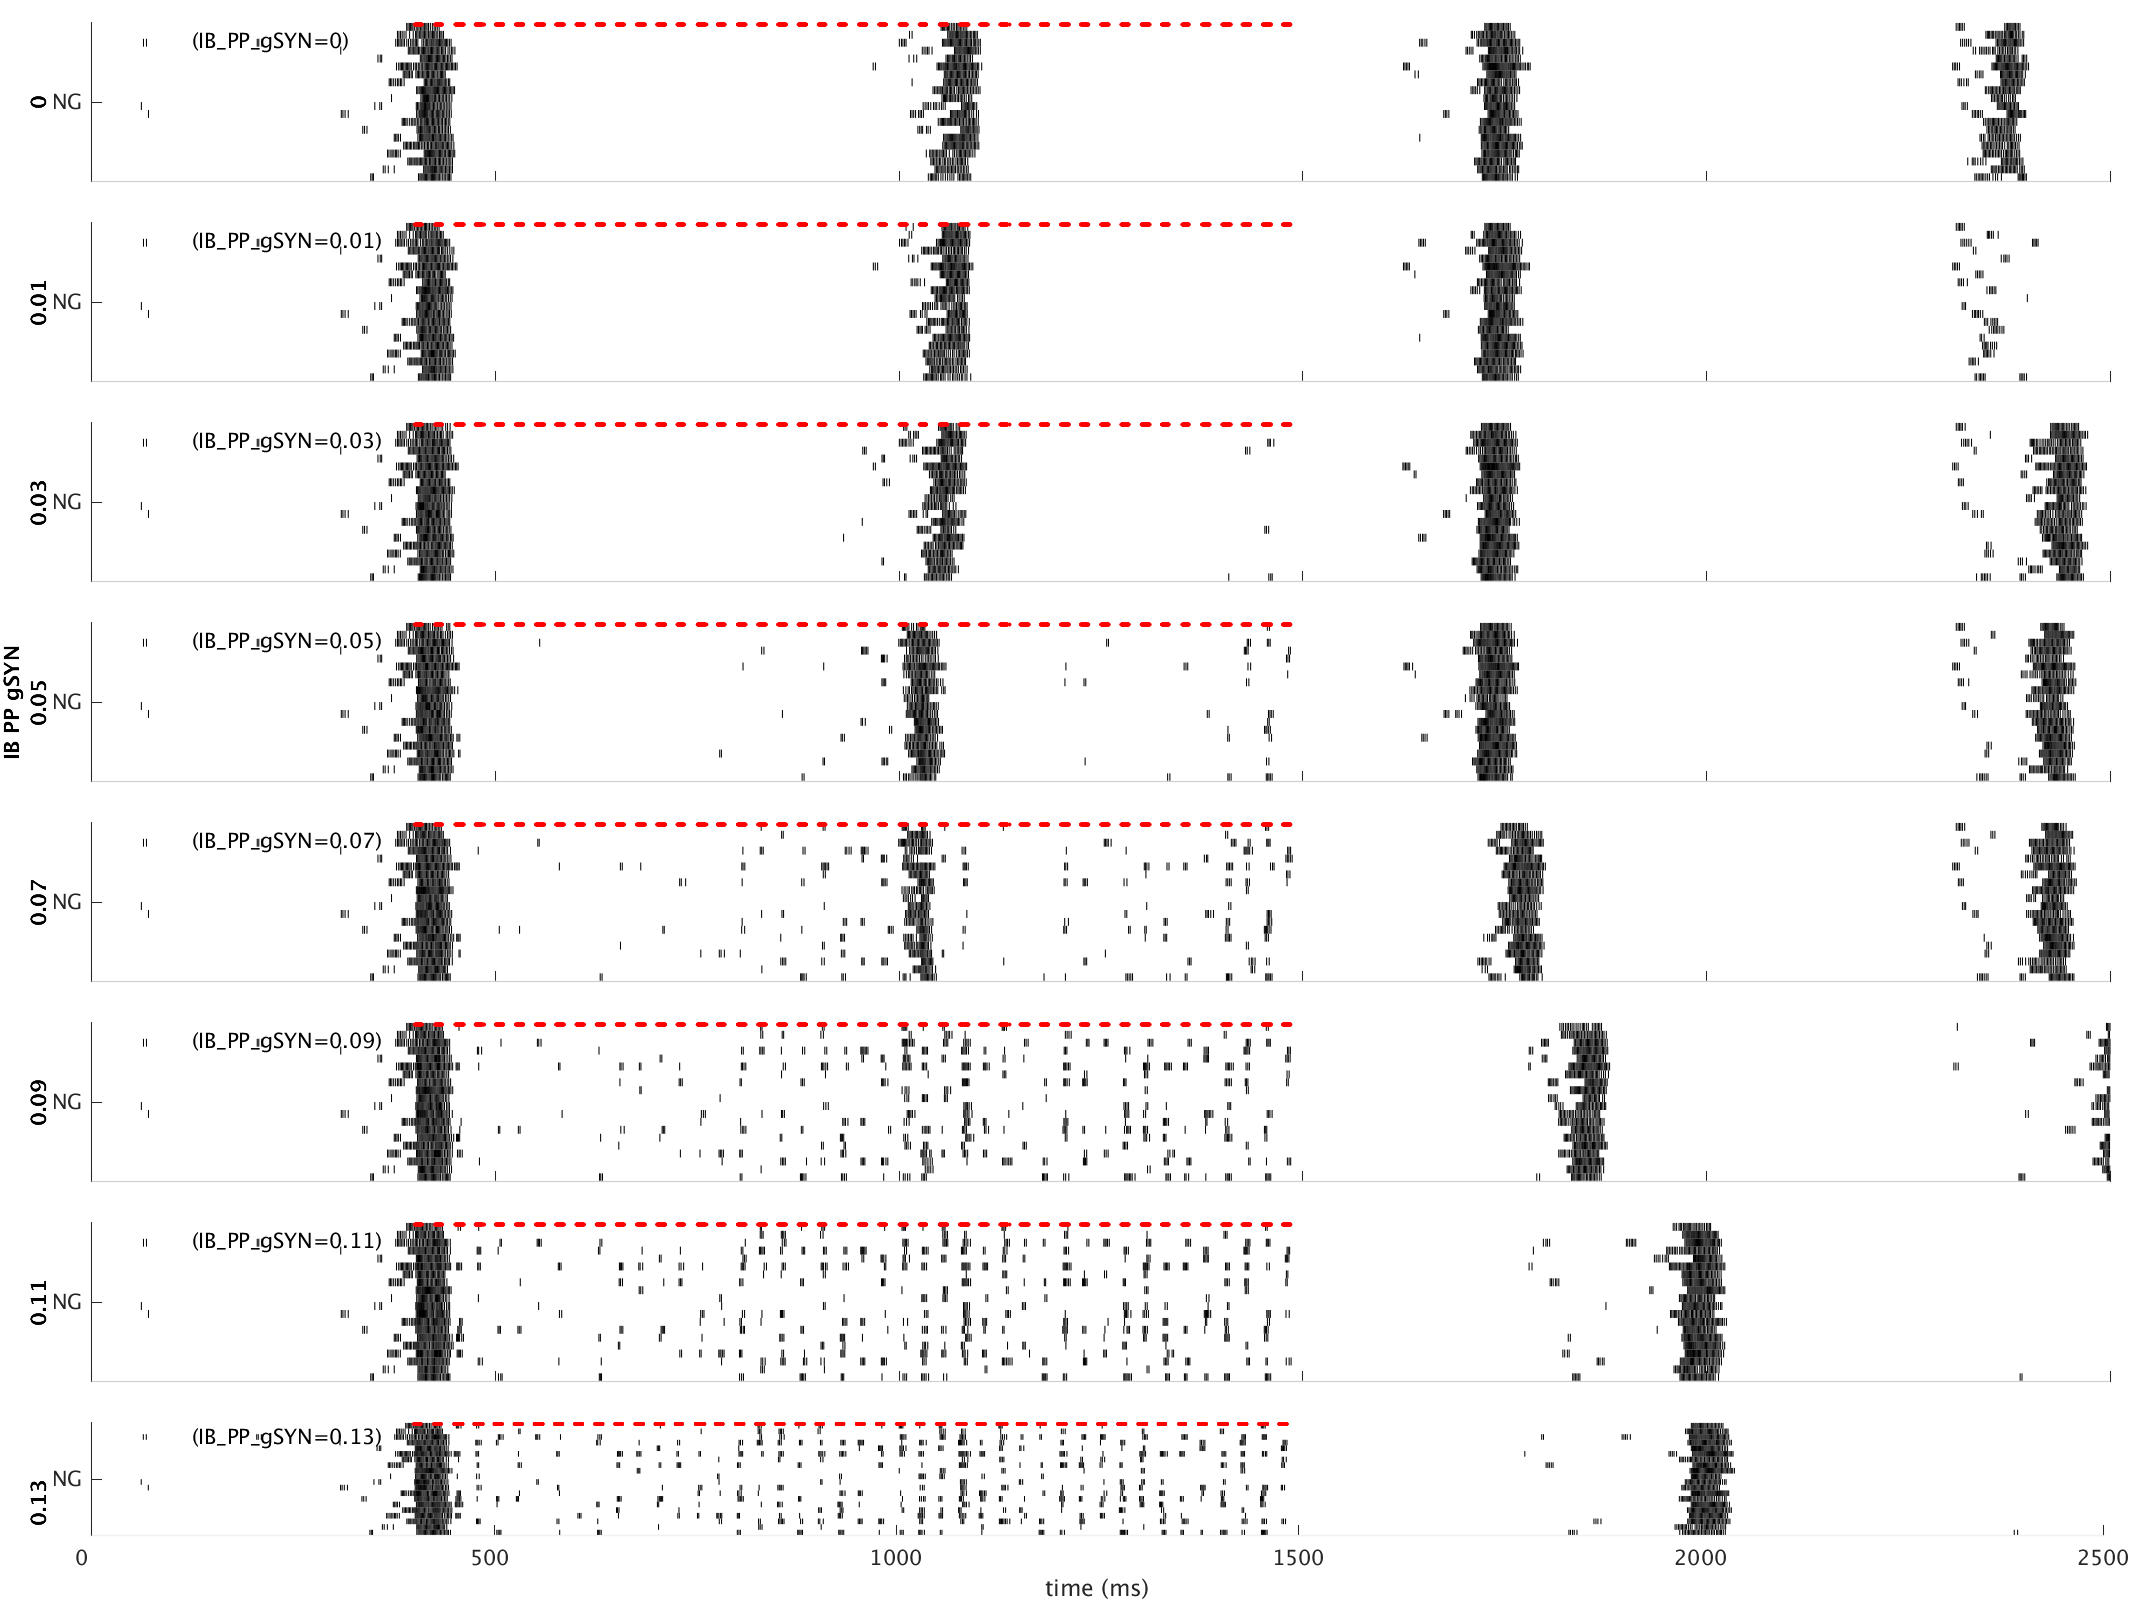 (IB_PP_gSYN=0)
0 NG
(IB_PP_gSYN=0.01)
0.01 NG
(IB_PP_gSYN=0.03)
0.03 NG
IB PP gSYN
(IB_PP_gSYN=0.05)
0.05 NG
(IB_PP_gSYN=0.07)
0.07 NG
(IB_PP_gSYN=0.09)
0.09 NG
(IB_PP_gSYN=0.11)
0.11 NG
(IB_PP_gSYN=0.13)
0.13 NG
0 500 1000 1500 2000 2500
time (ms)